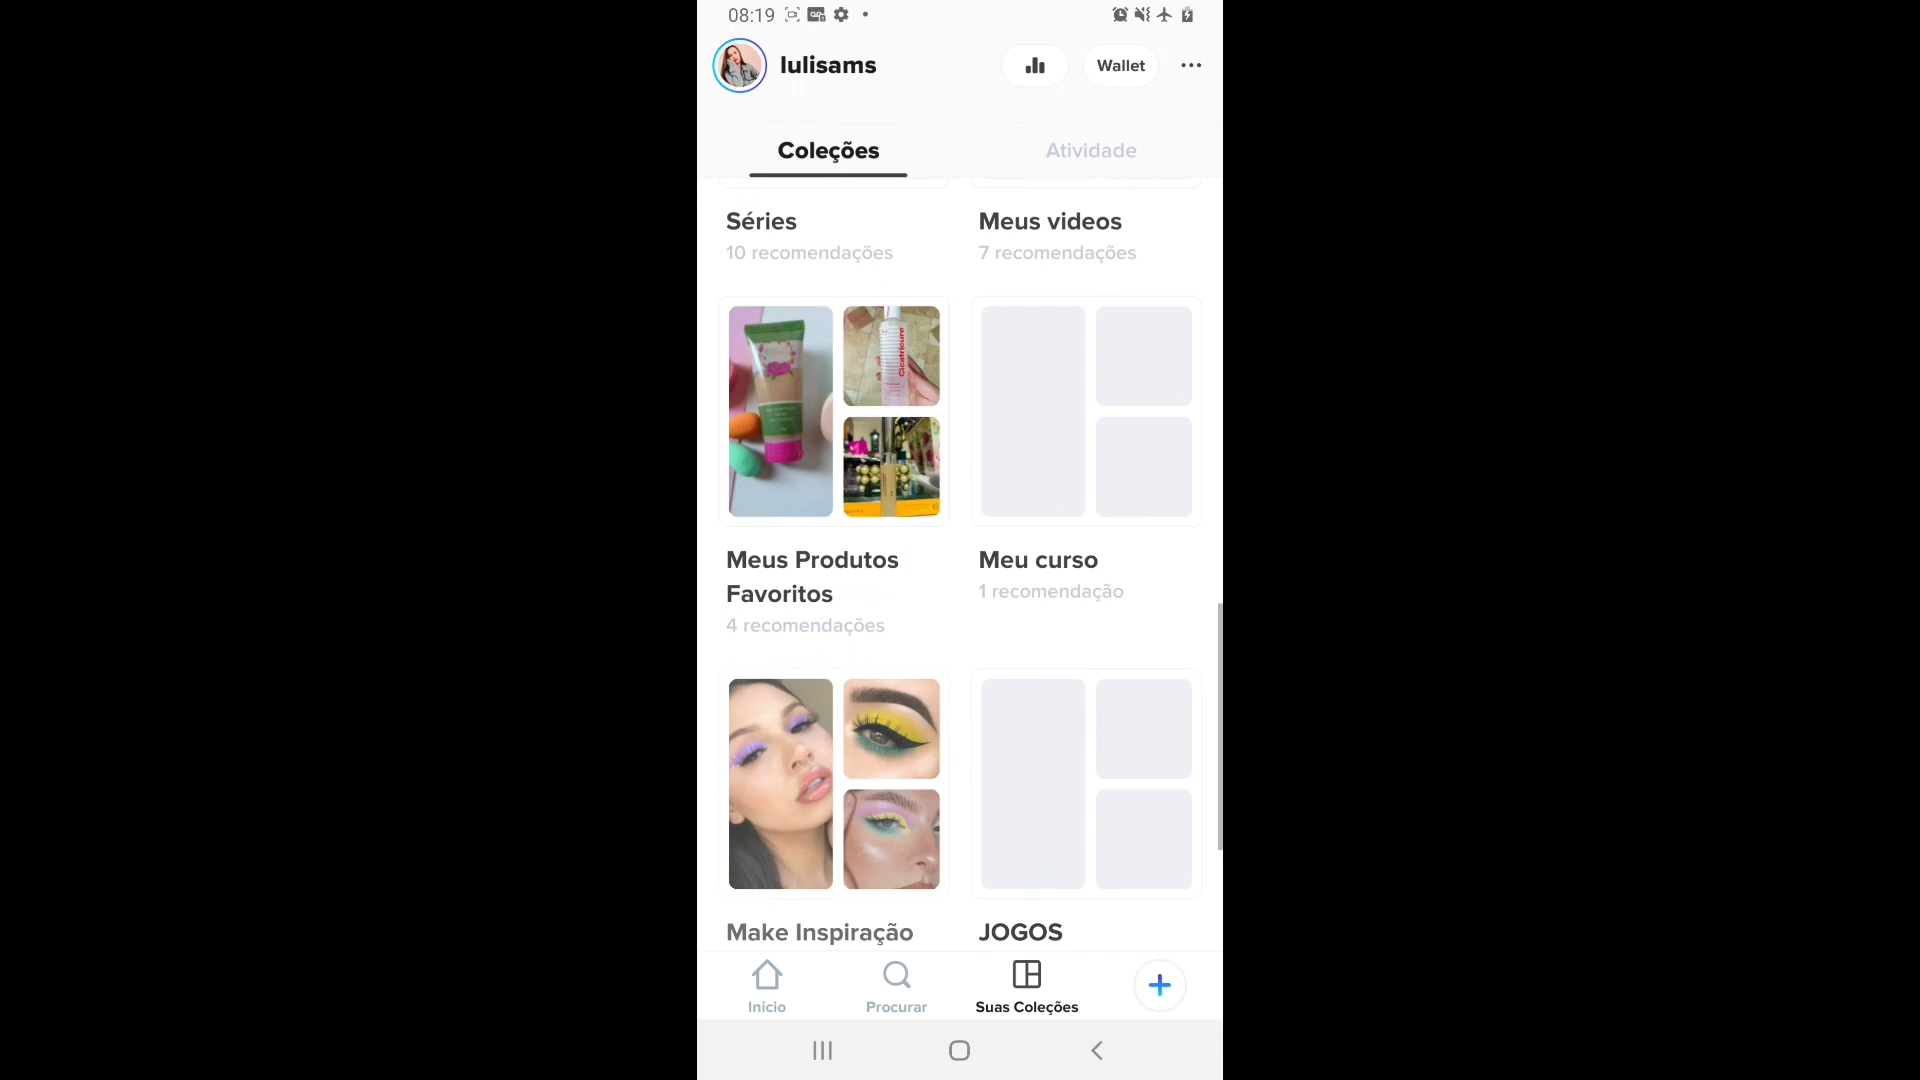 08:19
lulisams
Wallet
Coleções
Atividade
Séries
Meus videos
10 recomendações
7 recomendações
Cicatricure
Meus Produtos
Favoritos
Meu curso
1 recomendação
4 recomendações
Make Inspiração
JOGOS
Inicio
Procurar
Suas Coleções